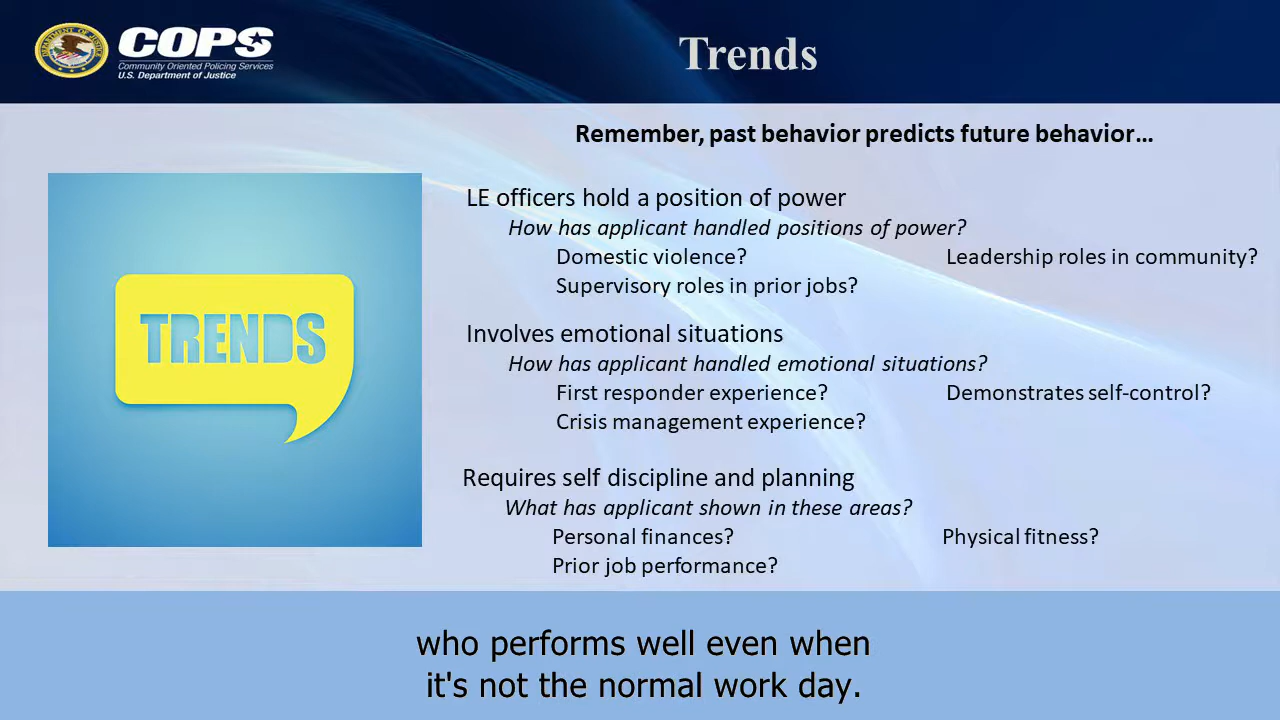 COPS
Community Oriented Policing Services
U.S. Department of Justice
Trends
Remember, past behavior predicts future behavior…
TRENDS
LE officers hold a position of power
How has applicant handled positions of power?
Domestic violence? Leadership roles in community?
Supervisory roles in prior jobs?
Involves emotional situations
How has applicant handled emotional situations?
First responder experience? Demonstrates self-control?
Crisis management experience?
Requires self discipline and planning
What has applicant shown in these areas?
Personal finances? Physical fitness?
Prior job performance?
who performs well even when
it's not the normal work day.